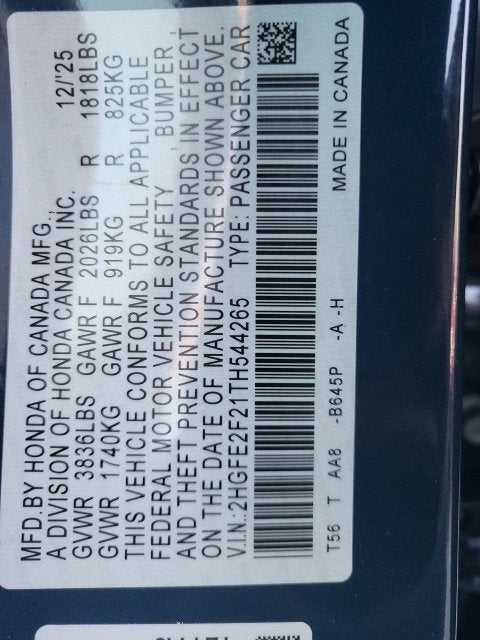 MFD.BY HONDA OF CANADA MFG., 12/'25
A DIVISION OF HONDA CANADA INC.
GVWR 3836LBS GAWR F 2026LBS R 1818LBS
GVWR 1740KG GAWR F 919KG R 825KG
THIS VEHICLE CONFORMS TO ALL APPLICABLE
FEDERAL MOTOR VEHICLE SAFETY , BUMPER ,
AND THEFT PREVENTION STANDARDS IN EFFECT
ON THE DATE OF MANUFACTURE SHOWN ABOVE.
V.I.N.:2HGFE2F21TH544265 TYPE: PASSENGER CAR
T56 T AA8 -B645P -A -H MADE IN CANADA